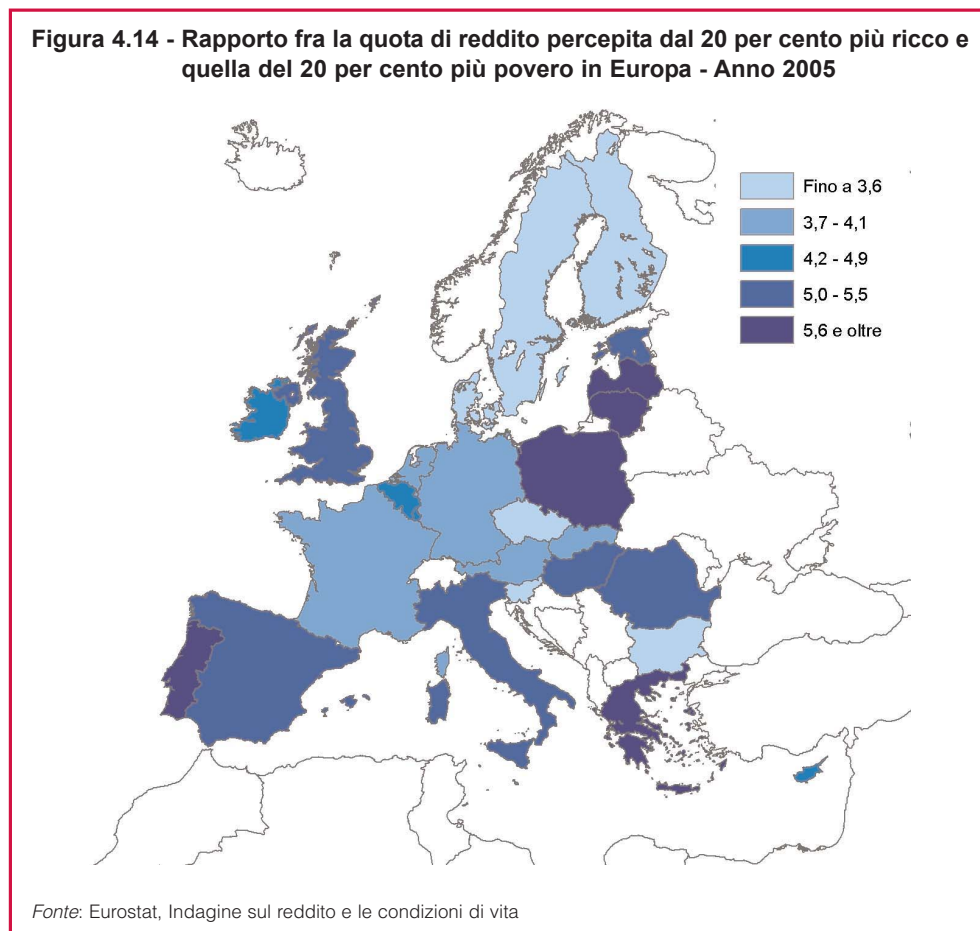 Figura 4.14 - Rapporto fra la quota di reddito percepita dal 20 per cento più ricco e
quella del 20 per cento più povero in Europa - Anno 2005
Fino a 3,6
3,7 - 4,1
4,2 - 4,9
5,0 - 5,5
5,6 e oltre
Fonte: Eurostat, Indagine sul reddito e le condizioni di vita